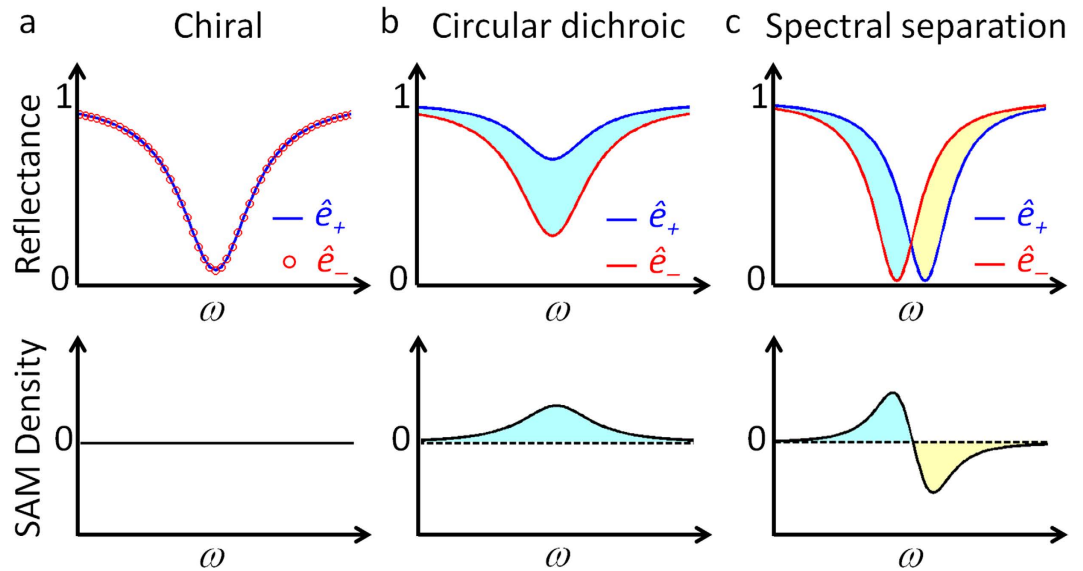 a Chiral
b Circular dichroic
c Spectral separation
Reflectance
1
0
ê₊
ê₋
ω
1
0
ê₊
ê₋
ω
1
0
ê₊
ê₋
ω
SAM Density
0
ω
0
ω
0
ω